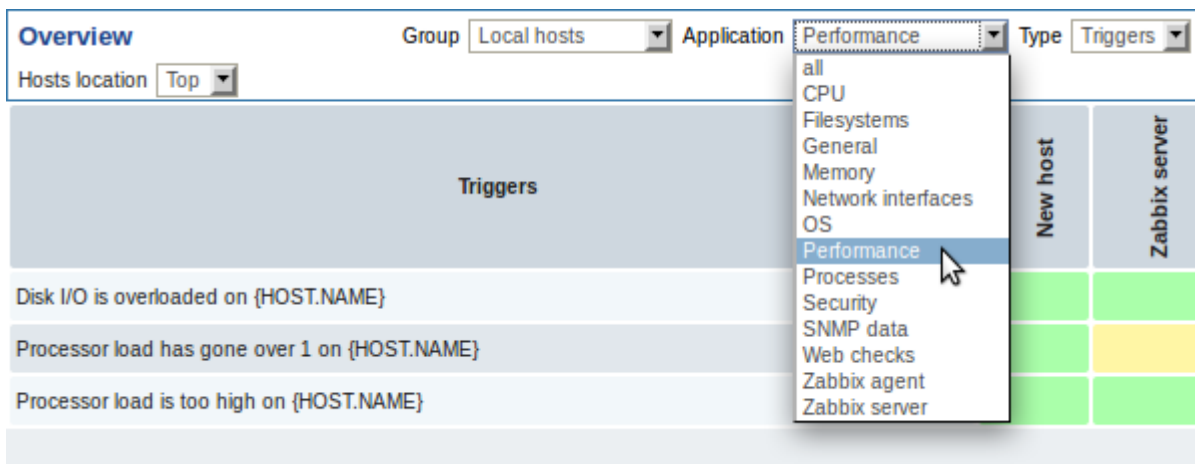 Overview Group Local hosts Application Performance Type Triggers
Hosts location Top
all
CPU
Filesystems
General
Memory
Network interfaces
OS
Performance
Processes
Security
SNMP data
Web checks
Zabbix agent
Zabbix server
Triggers
New host
Zabbix server
Disk I/O is overloaded on {HOST.NAME}
Processor load has gone over 1 on {HOST.NAME}
Processor load is too high on {HOST.NAME}